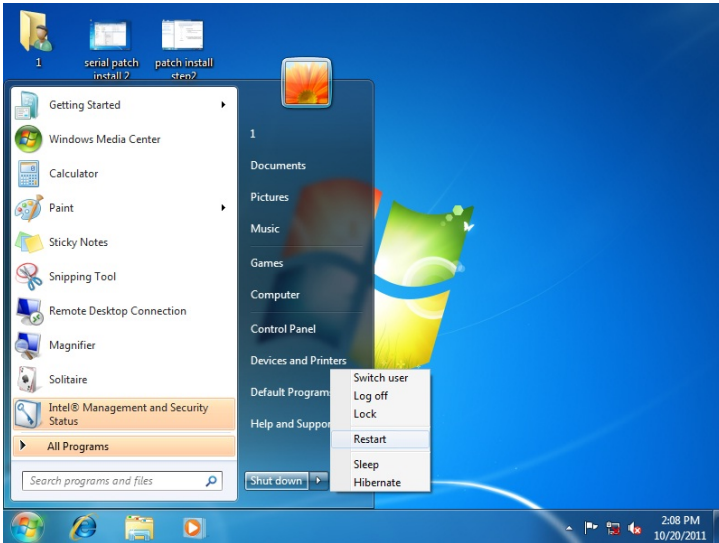 1
serial patch
install 2
patch install
step2
Getting Started
Windows Media Center
Calculator
Paint
Sticky Notes
Snipping Tool
Remote Desktop Connection
Magnifier
Solitaire
Intel® Management and Security
Status
All Programs
Search programs and files
1
Documents
Pictures
Music
Games
Computer
Control Panel
Devices and Printers
Default Programs
Help and Suppor
Shut down
Switch user
Log off
Lock
Restart
Sleep
Hibernate
2:08 PM
10/20/2011